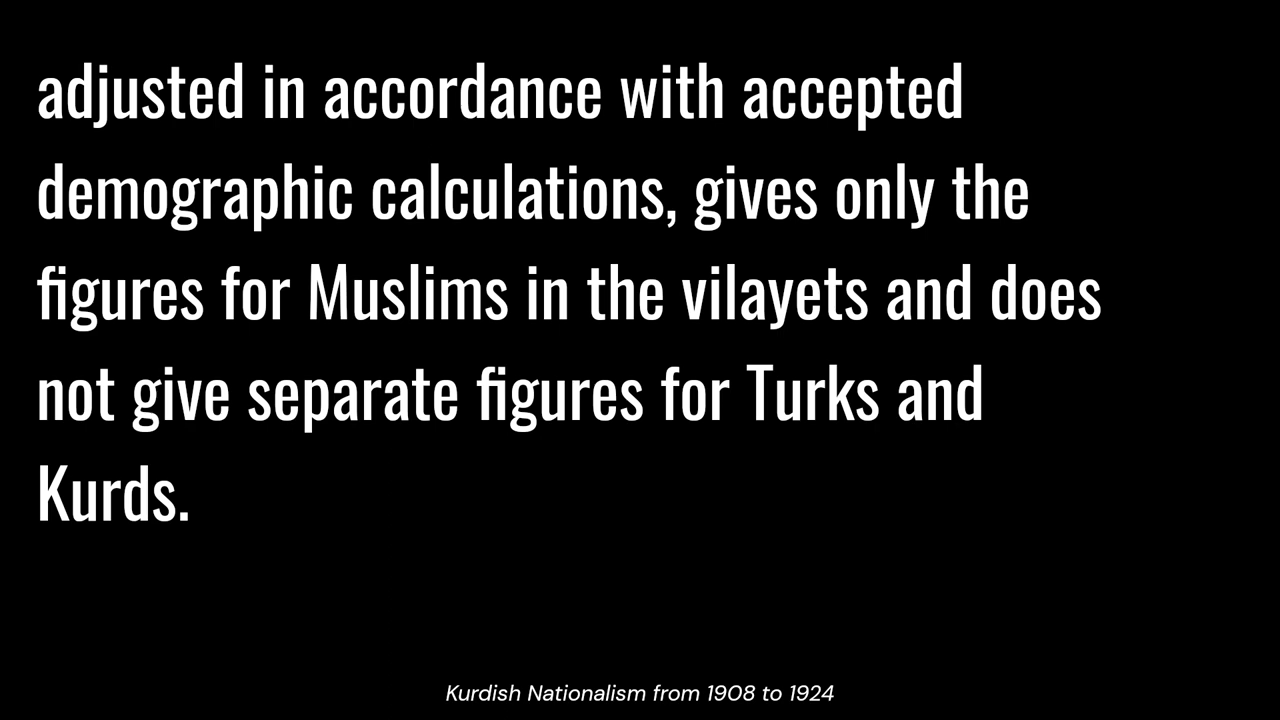 adjusted in accordance with accepted
demographic calculations, gives only the
figures for Muslims in the vilayets and does
not give separate figures for Turks and
Kurds.
Kurdish Nationalism from 1908 to 1924